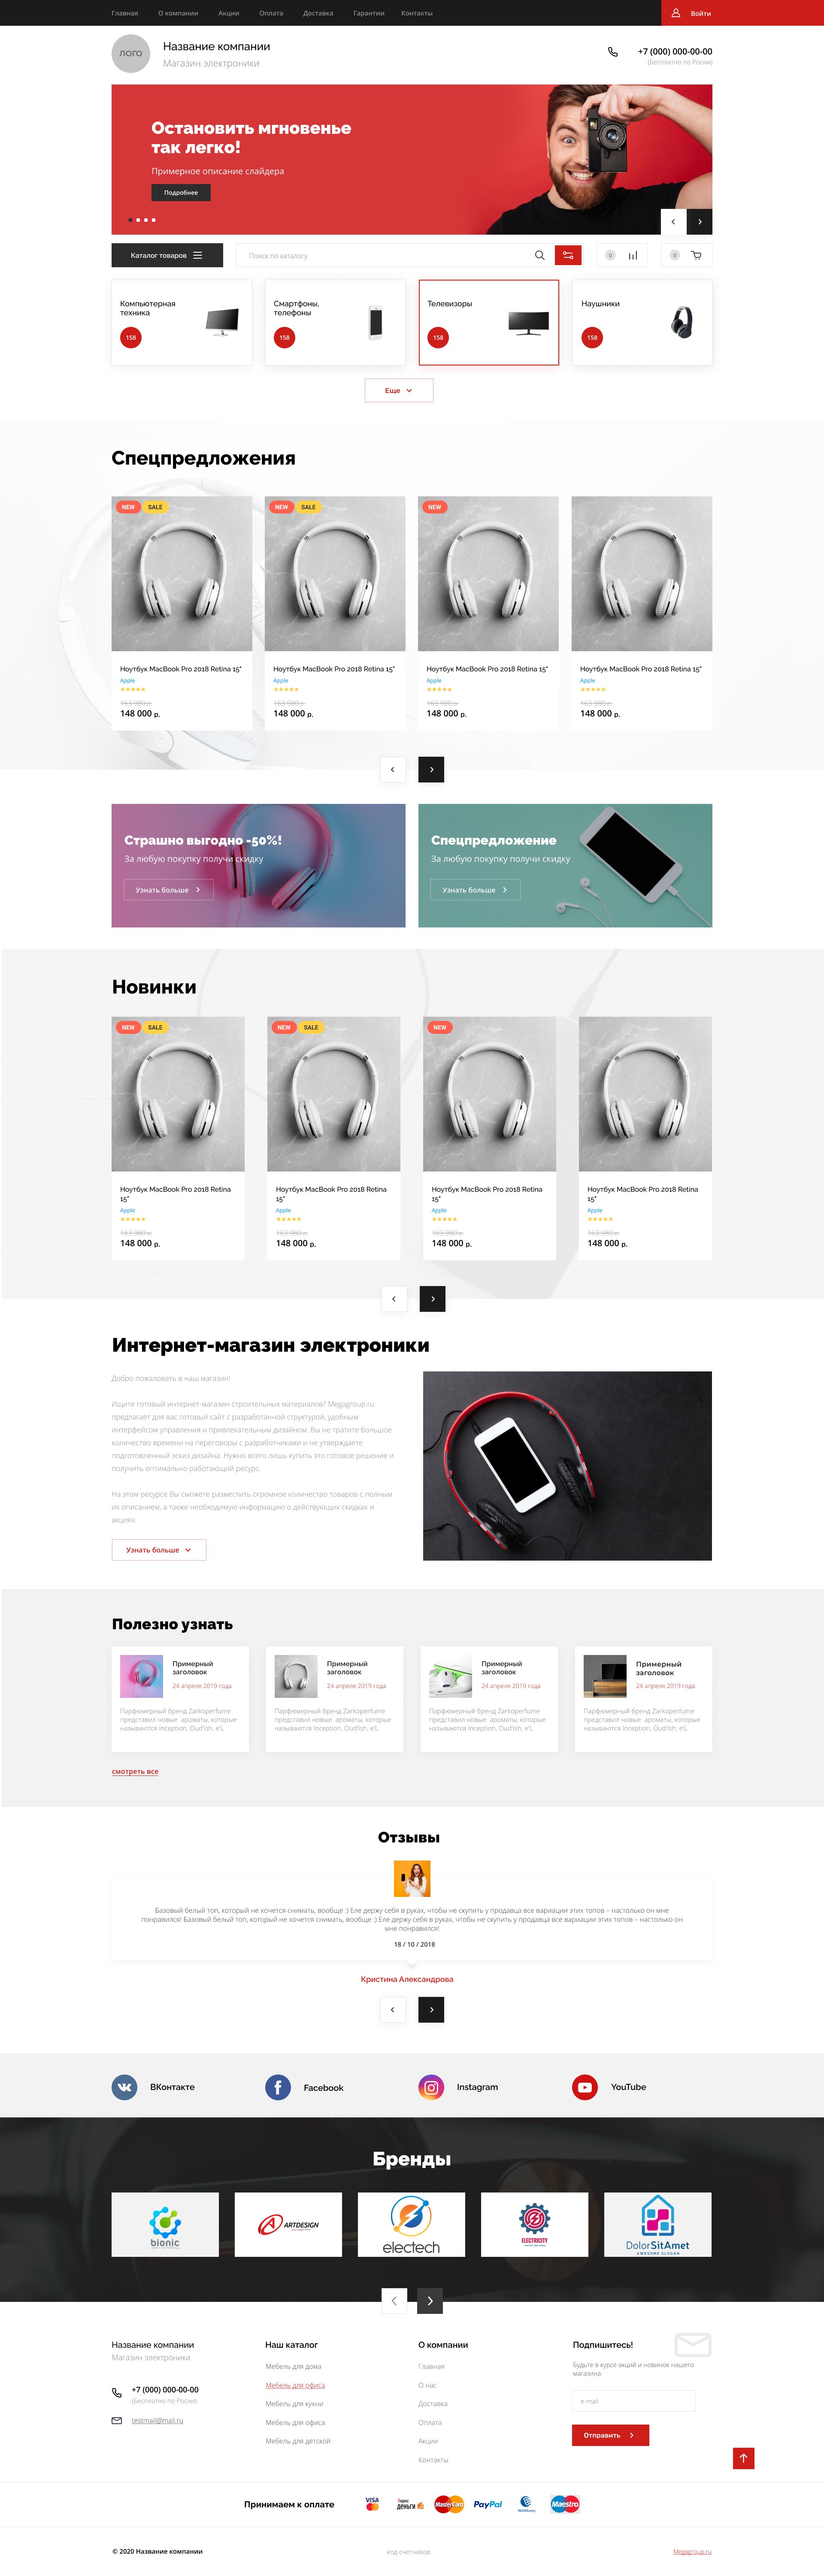 Главная О компании Акции Оплата Доставка Гарантии Контакты Войти
ЛОГО
Название компании
Магазин электроники
+7 (000) 000-00-00
(Бесплатно по Росии)
Остановить мгновенье
так легко!
Примерное описание слайдера
Подробнее
Каталог товаров
Поиск по каталогу
0
0
Компьютерная
техника
158
Смартфоны,
телефоны
158
Телевизоры
158
Наушники
158
Еще
Спецпредложения
NEW SALE
Ноутбук MacBook Pro 2018 Retina 15"
Apple
163 980 р.
148 000 р.
NEW SALE
Ноутбук MacBook Pro 2018 Retina 15"
Apple
163 980 р.
148 000 р.
NEW
Ноутбук MacBook Pro 2018 Retina 15"
Apple
163 980 р.
148 000 р.
Ноутбук MacBook Pro 2018 Retina 15"
Apple
163 980 р.
148 000 р.
Страшно выгодно -50%!
За любую покупку получи скидку
Узнать больше
Спецпредложение
За любую покупку получи скидку
Узнать больше
Новинки
NEW SALE
Ноутбук MacBook Pro 2018 Retina
15"
Apple
163 980 р.
148 000 р.
NEW SALE
Ноутбук MacBook Pro 2018 Retina
15"
Apple
163 980 р.
148 000 р.
NEW
Ноутбук MacBook Pro 2018 Retina
15"
Apple
163 980 р.
148 000 р.
Ноутбук MacBook Pro 2018 Retina
15"
Apple
163 980 р.
148 000 р.
Интернет-магазин электроники
Добро пожаловать в наш магазин!
Ищите готовый интернет-магазин строительных материалов? Megagroup.ru
предлагает для вас готовый сайт с разработанной структурой, удобным
интерфейсом управления и привлекательным дизайном. Вы не тратите большое
количество времени на переговоры с разработчиками и не утверждаете
подготовленный эскиз дизайна. Нужно всего лишь купить это готовое решение и
получить оптимально работающий ресурс.
На этом ресурсе Вы сможете разместить огромное количество товаров с полным
их описанием, а также необходимую информацию о действующих скидках и
акциях.
Узнать больше
Полезно узнать
Примерный
заголовок
24 апреля 2019 года
Парфюмерный бренд Zarkoperfume
представил новые ароматы, которые
называются Inception, Oud'ish, e'L
Примерный
заголовок
24 апреля 2019 года
Парфюмерный бренд Zarkoperfume
представил новые ароматы, которые
называются Inception, Oud'ish, e'L
Примерный
заголовок
24 апреля 2019 года
Парфюмерный бренд Zarkoperfume
представил новые ароматы, которые
называются Inception, Oud'ish, e'L
Примерный
заголовок
24 апреля 2019 года
Парфюмерный бренд Zarkoperfume
представил новые ароматы, которые
называются Inception, Oud'ish, e'L
смотреть все
Отзывы
Базовый белый топ, который не хочется снимать, вообще :) Еле держу себя в руках, чтобы не скупить у продавца все вариации этих топов – настолько он мне
понравился! Базовый белый топ, который не хочется снимать, вообще :) Еле держу себя в руках, чтобы не скупить у продавца все вариации этих топов – настолько он
мне понравился!
18 / 10 / 2018
Кристина Александрова
ВКонтакте
Facebook
Instagram
YouTube
Бренды
bionic
ARTDESIGN
electech
ELECTRICITY
DolorSitAmet
AWESOME SLOGAN
Название компании
Магазин электроники
+7 (000) 000-00-00
(Бесплатно по России)
testmail@mail.ru
Наш каталог
Мебель для дома
Мебель для офиса
Мебель для кухни
Мебель для офиса
Мебель для детской
О компании
Главная
О нас
Доставка
Оплата
Акции
Контакты
Подпишитесь!
Будьте в курсе акций и новинок нашего
магазина
e-mail
Отправить
Принимаем к оплате
VISA
MasterCard
Яндекс
ДЕНЬГИ
MasterCard
PayPal
WebMoney
Maestro
© 2020 Название компании
код счетчиков
Megagroup.ru